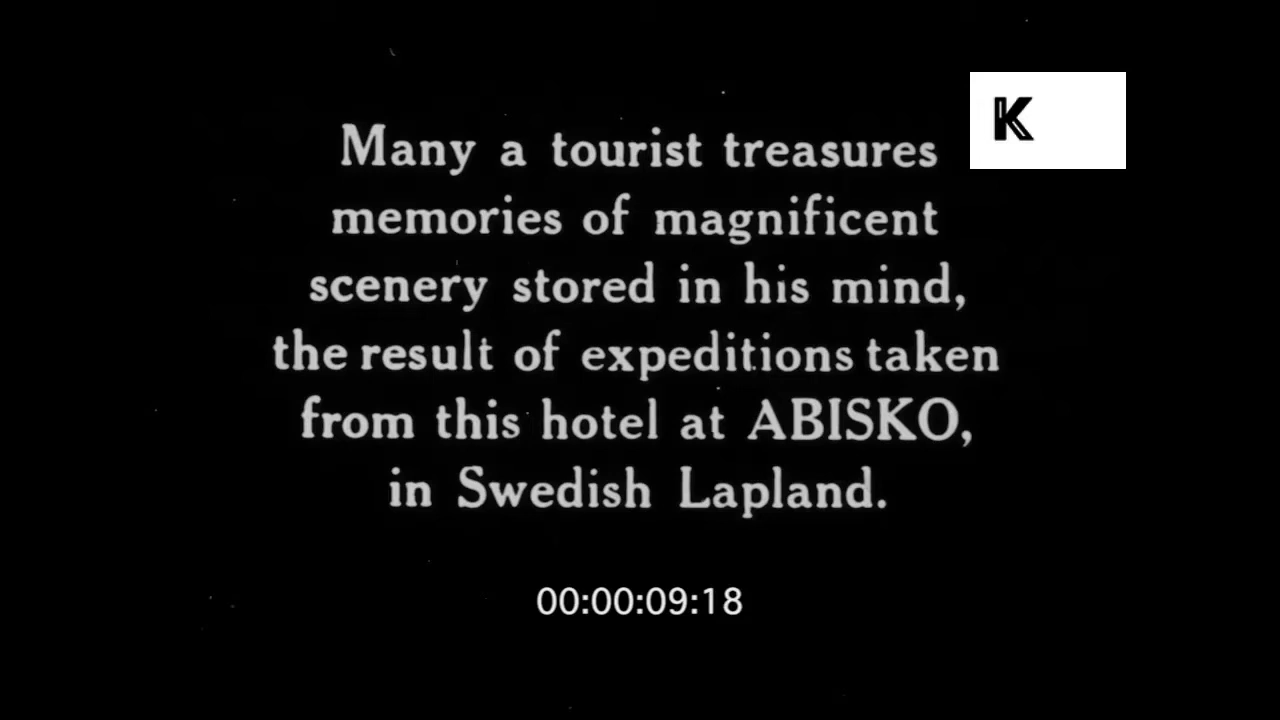 K
Many a tourist treasures
memories of magnificent
scenery stored in his mind,
the result of expeditions taken
from this hotel at ABISKO,
in Swedish Lapland.
00:00:09:18